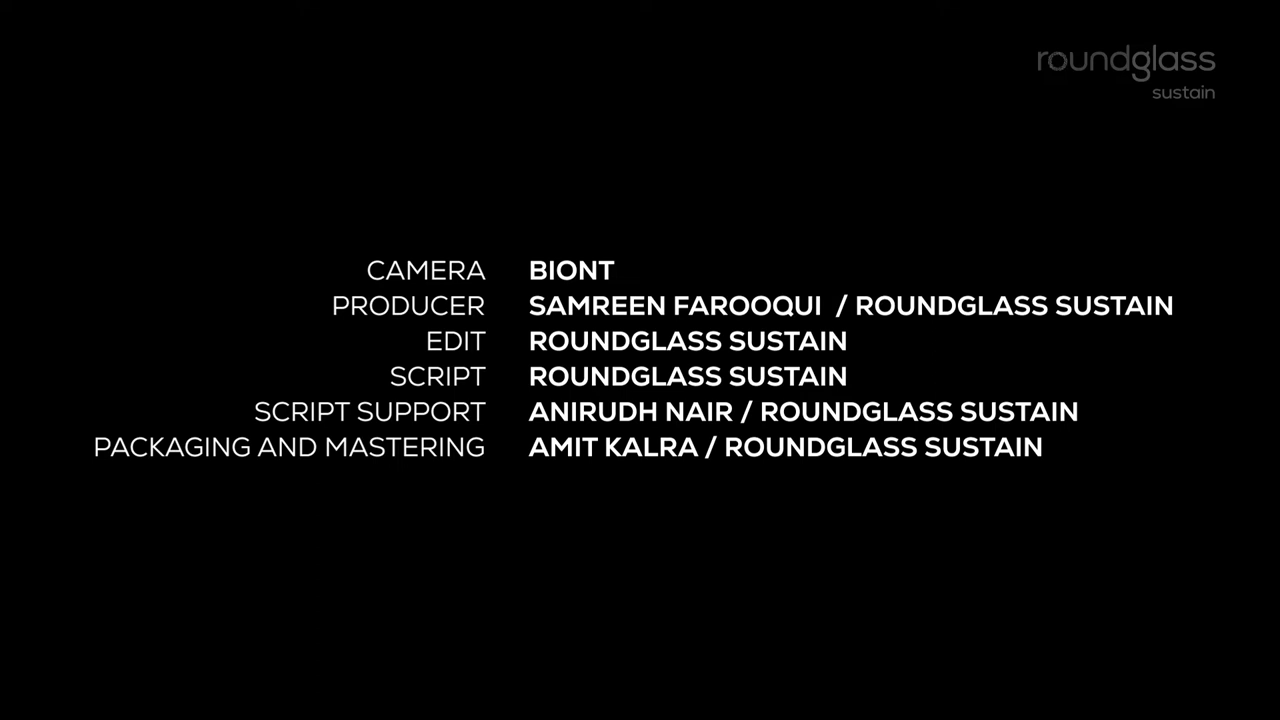 roundglass
sustain
CAMERA BIONT
PRODUCER SAMREEN FAROOQUI / ROUNDGLASS SUSTAIN
EDIT ROUNDGLASS SUSTAIN
SCRIPT ROUNDGLASS SUSTAIN
SCRIPT SUPPORT ANIRUDH NAIR / ROUNDGLASS SUSTAIN
PACKAGING AND MASTERING AMIT KALRA / ROUNDGLASS SUSTAIN